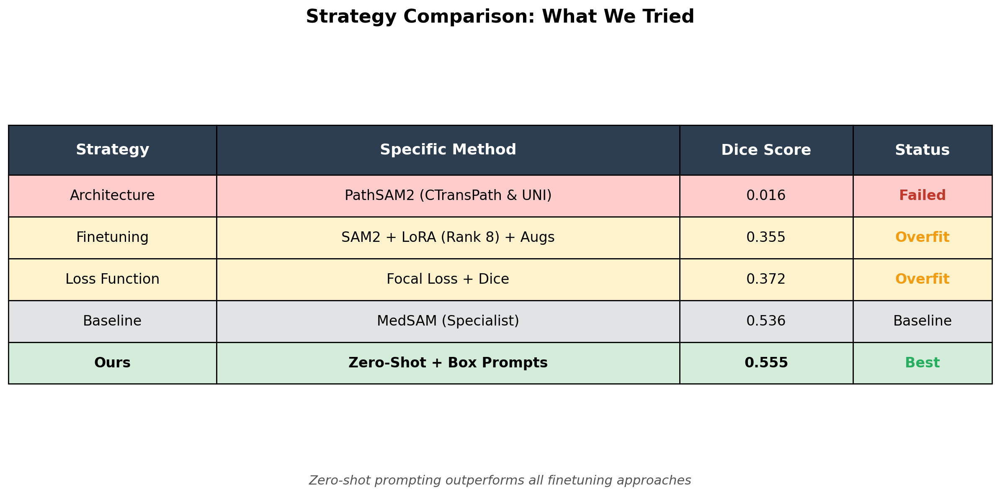 Strategy Comparison: What We Tried
Strategy Specific Method Dice Score Status
Architecture PathSAM2 (CTransPath & UNI) 0.016 Failed
Finetuning SAM2 + LoRA (Rank 8) + Augs 0.355 Overfit
Loss Function Focal Loss + Dice 0.372 Overfit
Baseline MedSAM (Specialist) 0.536 Baseline
Ours Zero-Shot + Box Prompts 0.555 Best
Zero-shot prompting outperforms all finetuning approaches